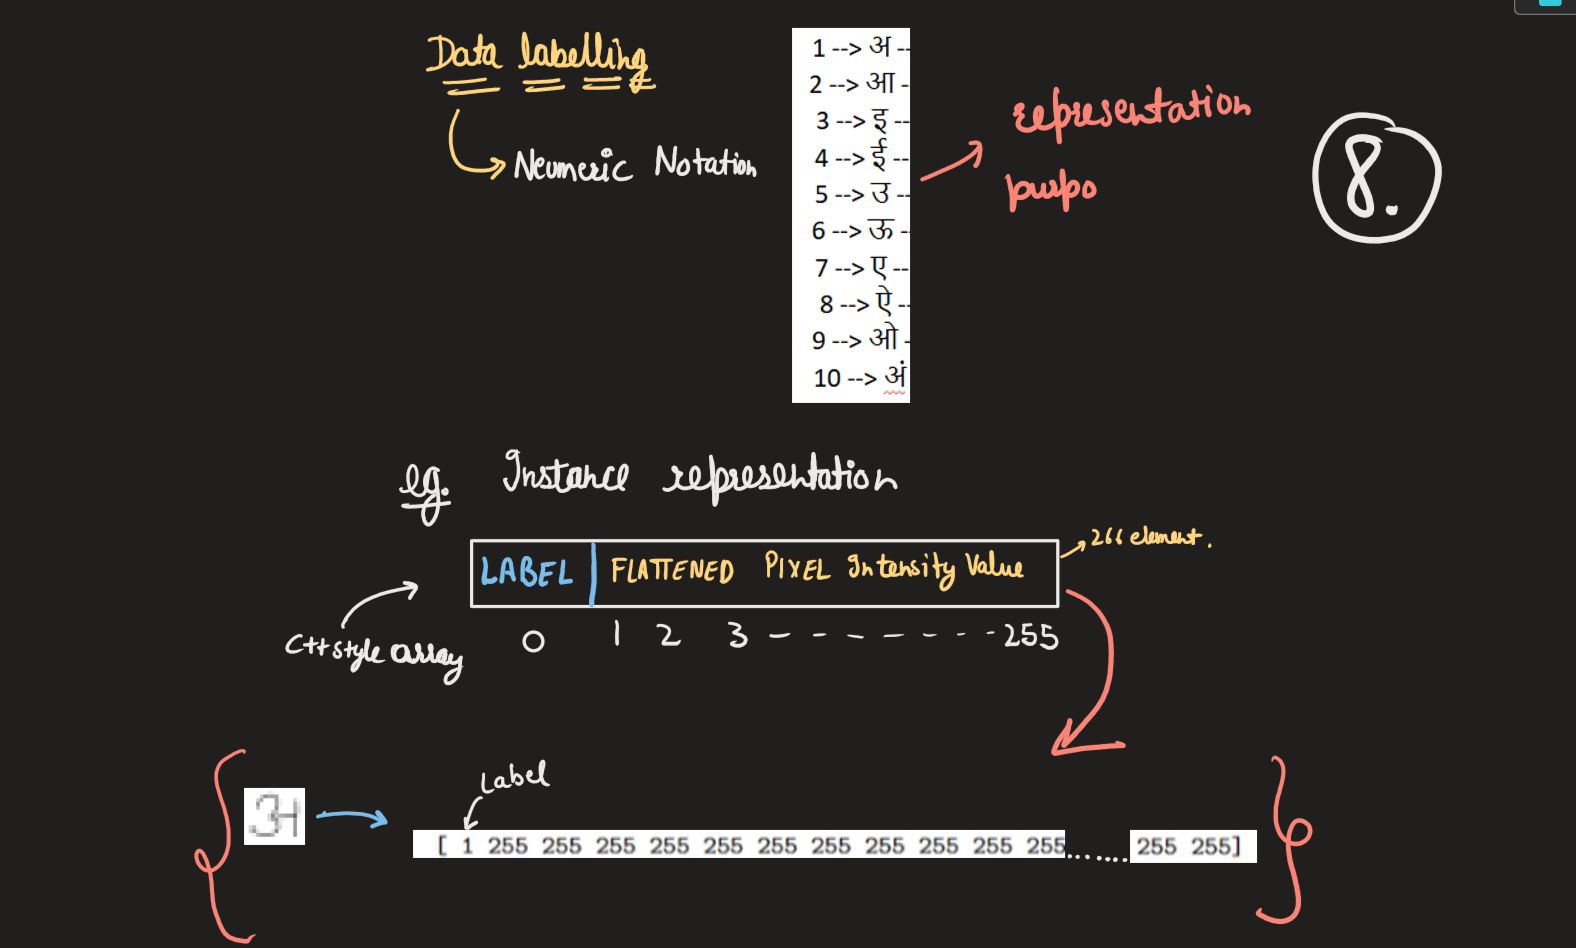 Data labelling
Neumeric Notation
1 --> अ --
2 --> आ -
3 --> इ --
4 --> ई --
5 --> उ --
6 --> ऊ -
7 --> ए --
8 --> ऐ --
9 --> ओ -
10 --> अं
representation
purpo
8.
eg. Instance representation
LABEL | FLATTENED PIXEL Intensity Value
266 element.
C++ style array
0 1 2 3 - - - - - - - - 255
Label
अ
[ 1 255 255 255 255 255 255 255 255 255 255 255 ....... 255 255]